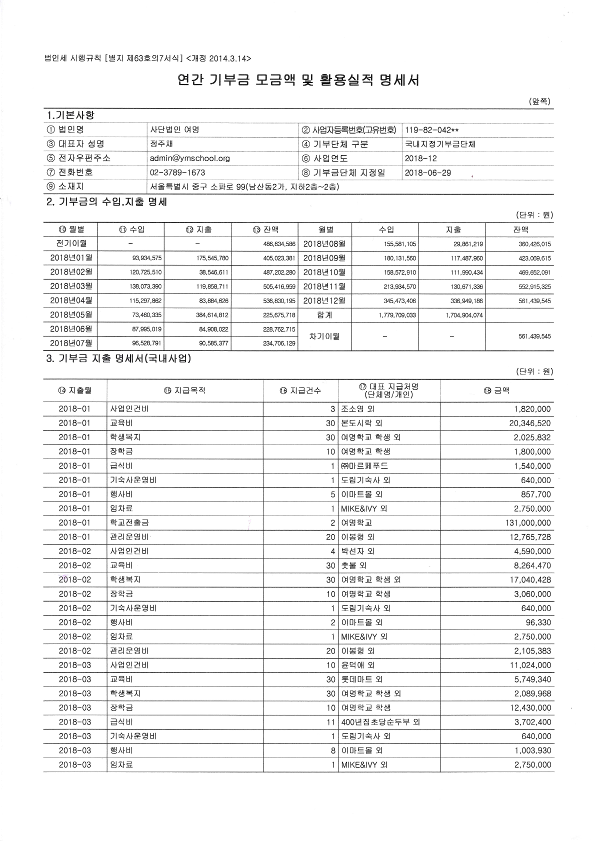 법인세 시행규칙 [별지 제63호의7서식] <개정 2014.3.14>
연간 기부금 모금액 및 활용실적 명세서
(앞쪽)
1.기본사항
① 법인명 사단법인 여명 ② 사업자등록번호(고유번호) 119-82-042**
③ 대표자 성명 정주채 ④ 기부단체 구분 국내지정기부금단체
⑤ 전자우편주소 admin@ymschool.org ⑥ 사업연도 2018-12
⑦ 전화번호 02-3789-1673 ⑧ 기부금단체 지정일 2018-06-29
⑨ 소재지 서울특별시 중구 소파로 99(남산동2가, 지하2층~2층)
2. 기부금의 수입.지출 명세
(단위 : 원)
⑩ 월별 ⑪ 수입 ⑫ 지출 ⑬ 잔액 월별 수입 지출 잔액
전기이월 – – 486,634,586 2018년08월 155,581,105 29,861,219 360,426,015
2018년01월 93,934,575 175,545,780 405,023,381 2018년09월 180,131,560 117,487,960 423,069,615
2018년02월 120,725,510 38,546,611 487,202,280 2018년10월 158,572,910 111,990,434 469,652,091
2018년03월 138,073,390 119,858,711 505,416,959 2018년11월 213,934,570 130,671,336 552,915,325
2018년04월 115,297,862 83,884,626 536,830,195 2018년12월 345,473,408 336,949,188 561,439,545
2018년05월 73,460,335 384,614,812 225,675,718 합계 1,779,709,033 1,704,904,074
2018년06월 87,995,019 84,908,022 228,762,715
차기이월 – – 561,439,545
2018년07월 96,528,791 90,585,377 234,706,129
3. 기부금 지출 명세서(국내사업)
(단위 : 원)
⑭ 지출월 ⑮ 지급목적 ⑯ 지급건수 ⑰ 대표 지급처명 (단체명/개인) ⑱ 금액
2018-01 사업인건비 3 조소영 외 1,820,000
2018-01 교육비 30 본도시락 외 20,346,520
2018-01 학생복지 30 여명학교 학생 외 2,025,832
2018-01 장학금 10 여명학교 학생 1,800,000
2018-01 급식비 1 ㈜마르페푸드 1,540,000
2018-01 기숙사운영비 1 도림기숙사 외 640,000
2018-01 행사비 5 이마트몰 외 857,700
2018-01 임차료 1 MIKE&IVY 외 2,750,000
2018-01 학교전출금 2 여명학교 131,000,000
2018-01 관리운영비 20 이봉협 외 12,765,728
2018-02 사업인건비 4 박선자 외 4,590,000
2018-02 교육비 30 촛불 외 8,264,470
2018-02 학생복지 30 여명학교 학생 외 17,040,428
2018-02 장학금 10 여명학교 학생 3,060,000
2018-02 기숙사운영비 1 도림기숙사 외 640,000
2018-02 행사비 2 이마트몰 외 96,330
2018-02 임차료 1 MIKE&IVY 외 2,750,000
2018-02 관리운영비 20 이봉협 외 2,105,383
2018-03 사업인건비 10 윤덕애 외 11,024,000
2018-03 교육비 30 롯데마트 외 5,749,340
2018-03 학생복지 30 여명학교 학생 외 2,089,968
2018-03 장학금 10 여명학교 학생 12,430,000
2018-03 급식비 11 400년집초당순두부 외 3,702,400
2018-03 기숙사운영비 1 도림기숙사 외 640,000
2018-03 행사비 8 이마트몰 외 1,003,930
2018-03 임차료 1 MIKE&IVY 외 2,750,000